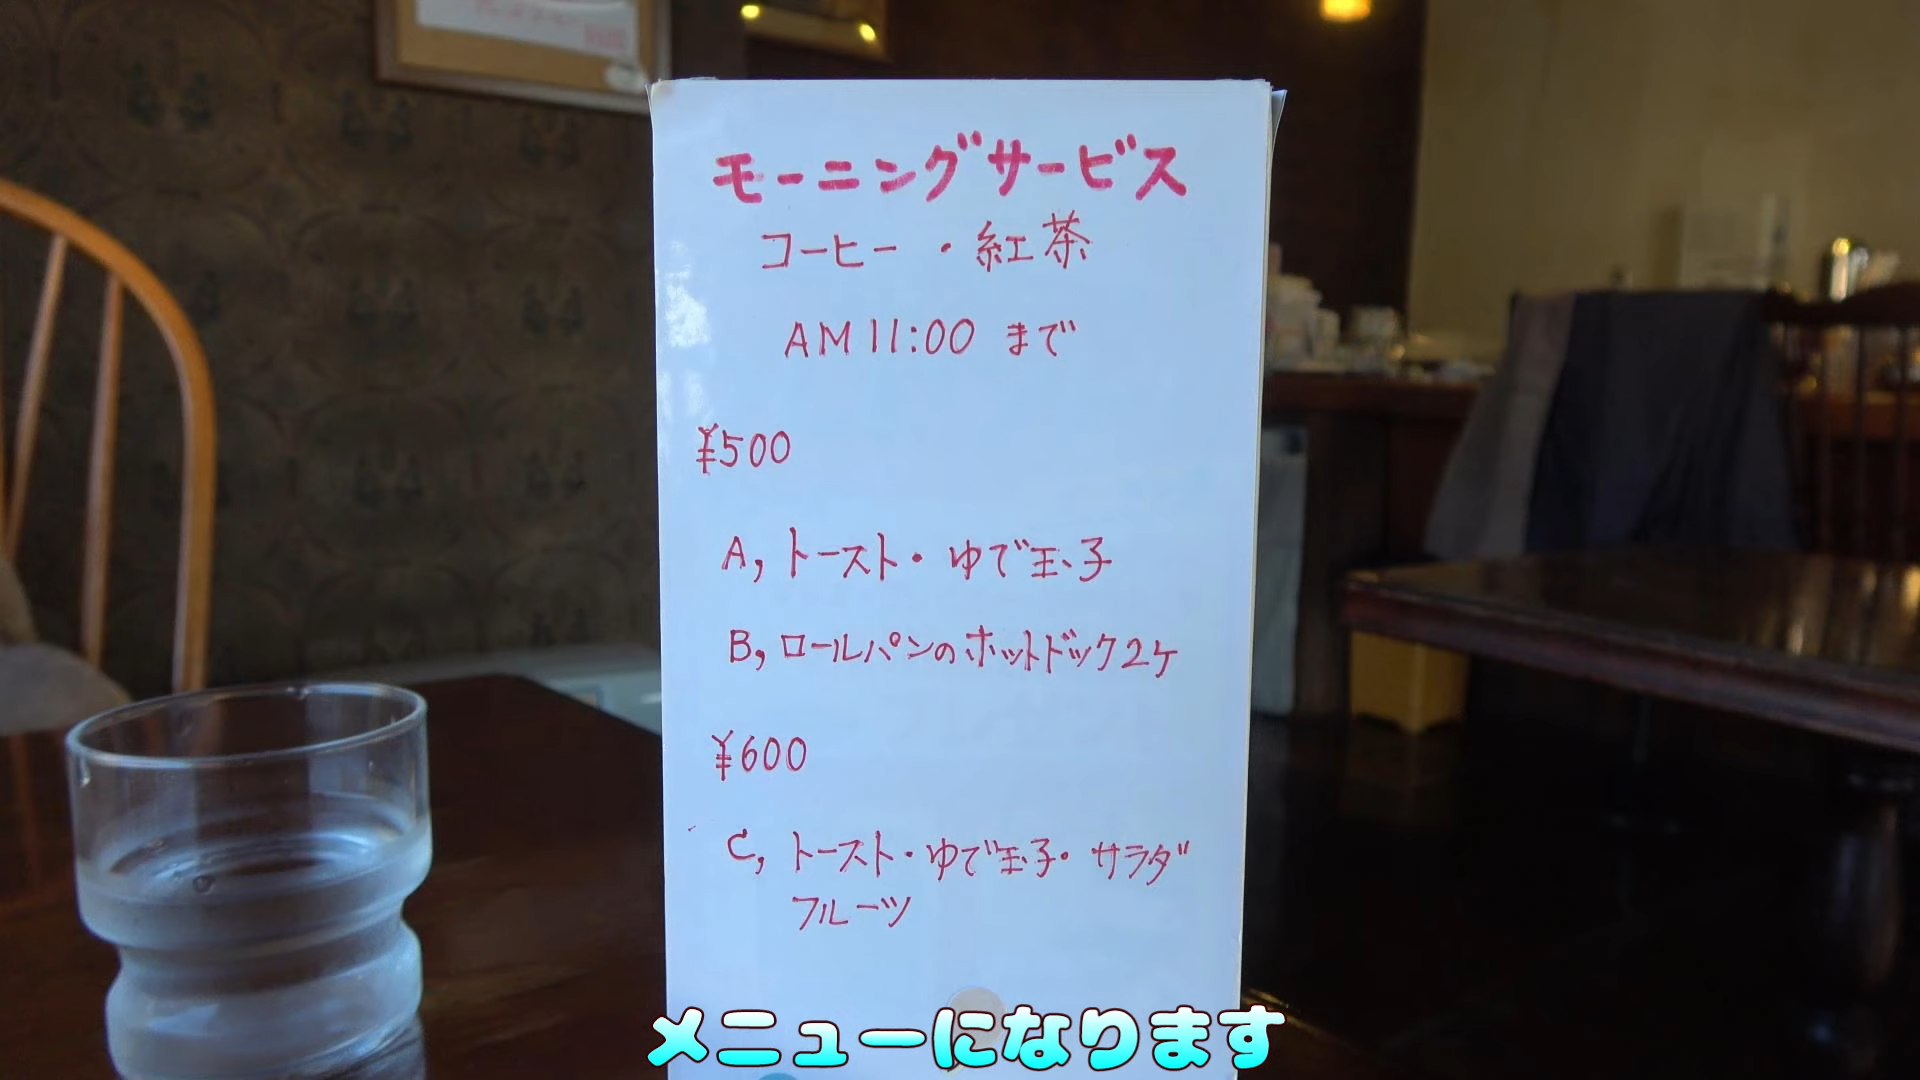 モーニングサービス
コーヒー・紅茶
AM11:00 まで
¥500
A, トースト・ゆで玉子
B, ロールパンのホットドック2ケ
¥600
C, トースト・ゆで玉子・サラダ
フルーツ
メニューになります